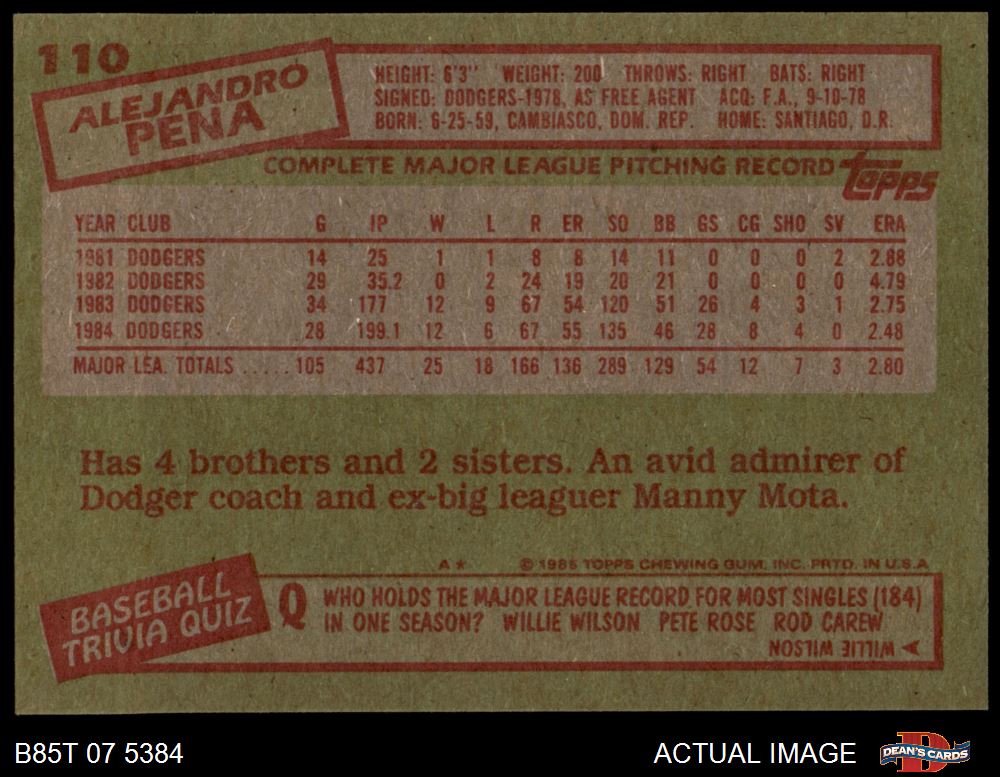 110
ALEJANDRO
PENA
HEIGHT: 6'3" WEIGHT: 200 THROWS: RIGHT BATS: RIGHT
SIGNED: DODGERS-1978, AS FREE AGENT ACQ: F.A., 9-10-78
BORN: 6-25-59, CAMBIASCO, DOM. REP. HOME: SANTIAGO, D.R.
COMPLETE MAJOR LEAGUE PITCHING RECORD topps
YEAR CLUB G IP W L R ER SO BB GS CG SHO SV ERA
1981 DODGERS 14 25 1 1 8 8 14 11 0 0 0 2 2.88
1982 DODGERS 29 35.2 0 2 24 19 20 21 0 0 0 0 4.79
1983 DODGERS 34 177 12 9 67 54 120 51 26 4 3 1 2.75
1984 DODGERS 28 199.1 12 6 67 55 135 46 28 8 4 0 2.48
MAJOR LEA. TOTALS ..... 105 437 25 18 166 136 289 129 54 12 7 3 2.80
Has 4 brothers and 2 sisters. An avid admirer of
Dodger coach and ex-big leaguer Manny Mota.
A* © 1985 TOPPS CHEWING GUM, INC. PRTD. IN U.S.A
BASEBALL
TRIVIA QUIZ
Q WHO HOLDS THE MAJOR LEAGUE RECORD FOR MOST SINGLES (184)
IN ONE SEASON? WILLIE WILSON PETE ROSE ROD CAREW
A WILLIE WILSON
B85T 07 5384
ACTUAL IMAGE
D
DEAN'S CARDS